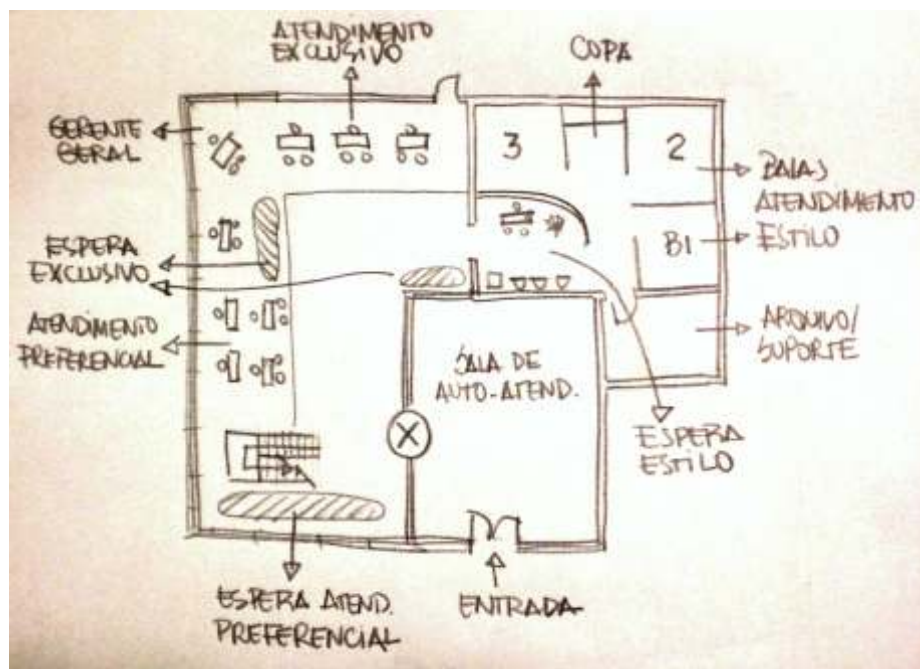 ATENDIMENTO
EXCLUSIVO
COPA
GERENTE
GERAL
3
2
BAIAS
ATENDIMENTO
ESTILO
B1
ESPERA
EXCLUSIVO
ATENDIMENTO
PREFERENCIAL
ARQUIVO/
SUPORTE
SALA DE
AUTO-ATEND.
X
ESPERA
ESTILO
ESPERA ATEND.
PREFERENCIAL
ENTRADA